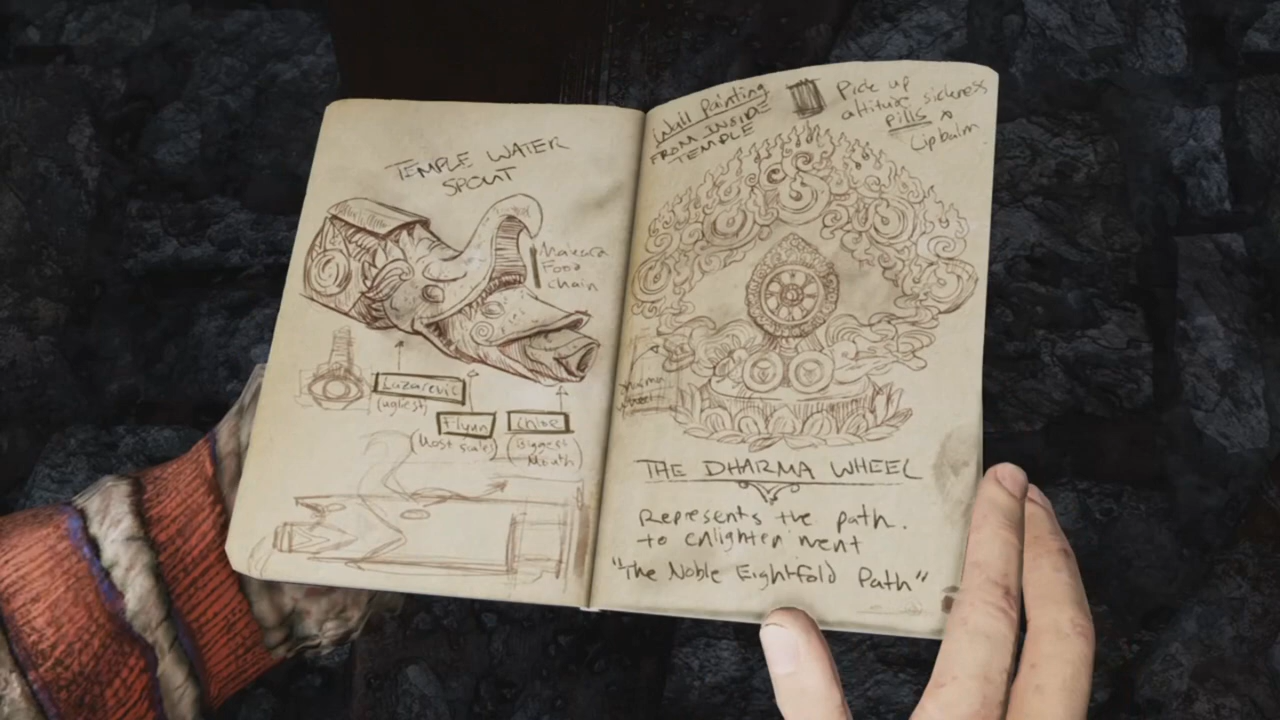 TEMPLE WATER
SPOUT
Makara
Food
Chain
Lazarevic
(ugliest)
Flynn
(Most scales)
Chloe
(Biggest
Mouth)
Wall Painting
FROM INSIDE
TEMPLE
Pick up
altitude sickness
pills &
Lip balm
THE DHARMA WHEEL
Represents the path.
to enlightenment
"The Noble Eightfold Path"